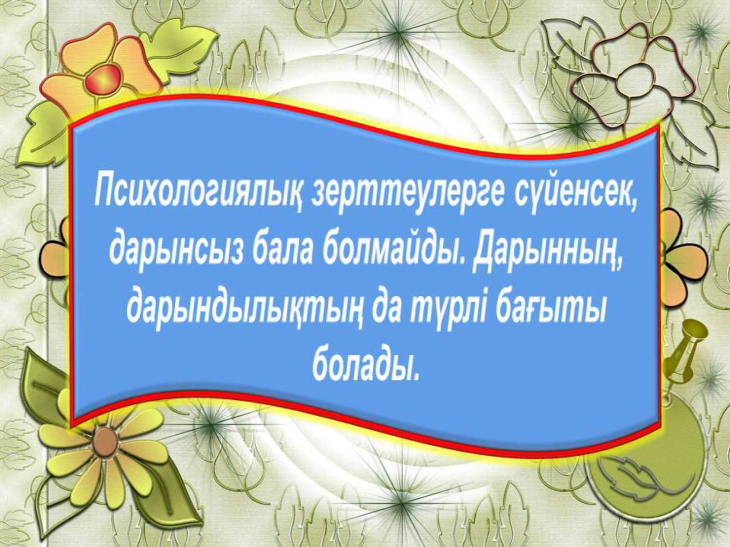 Психологиялық зерттеулерге сүйенсек,
дарынсыз бала болмайды. Дарынның,
дарындылықтың да түрлі бағыты
болады.